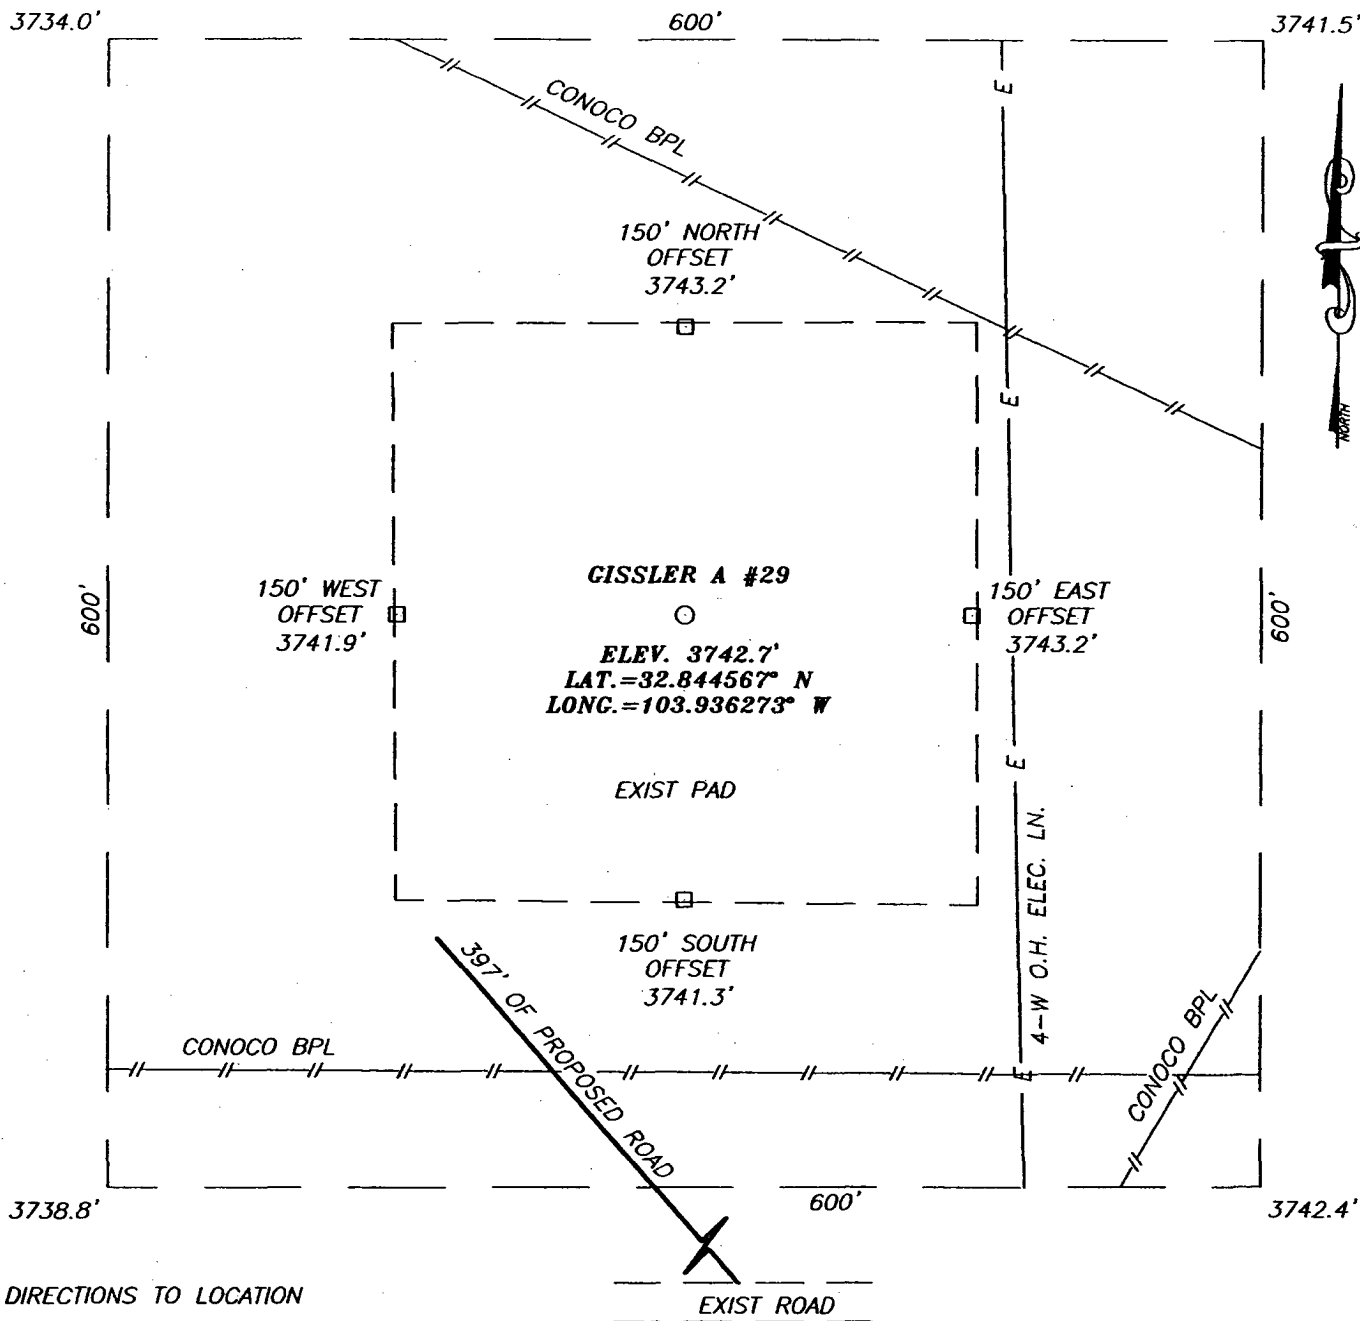 3734.0'
600'
3741.5'
CONOCO BPL
E
150' NORTH
OFFSET
3743.2'
E
NORTH
GISSLER A #29
150' WEST
OFFSET
3741.9'
600'
150' EAST
OFFSET
3743.2'
600'
ELEV. 3742.7'
LAT.=32.844567° N
LONG.=103.936273° W
E
EXIST PAD
4-W O.H. ELEC. LN.
150' SOUTH
OFFSET
3741.3'
397' OF PROPOSED ROAD
CONOCO BPL
E
CONOCO BPL
3738.8'
600'
3742.4'
DIRECTIONS TO LOCATION
EXIST ROAD